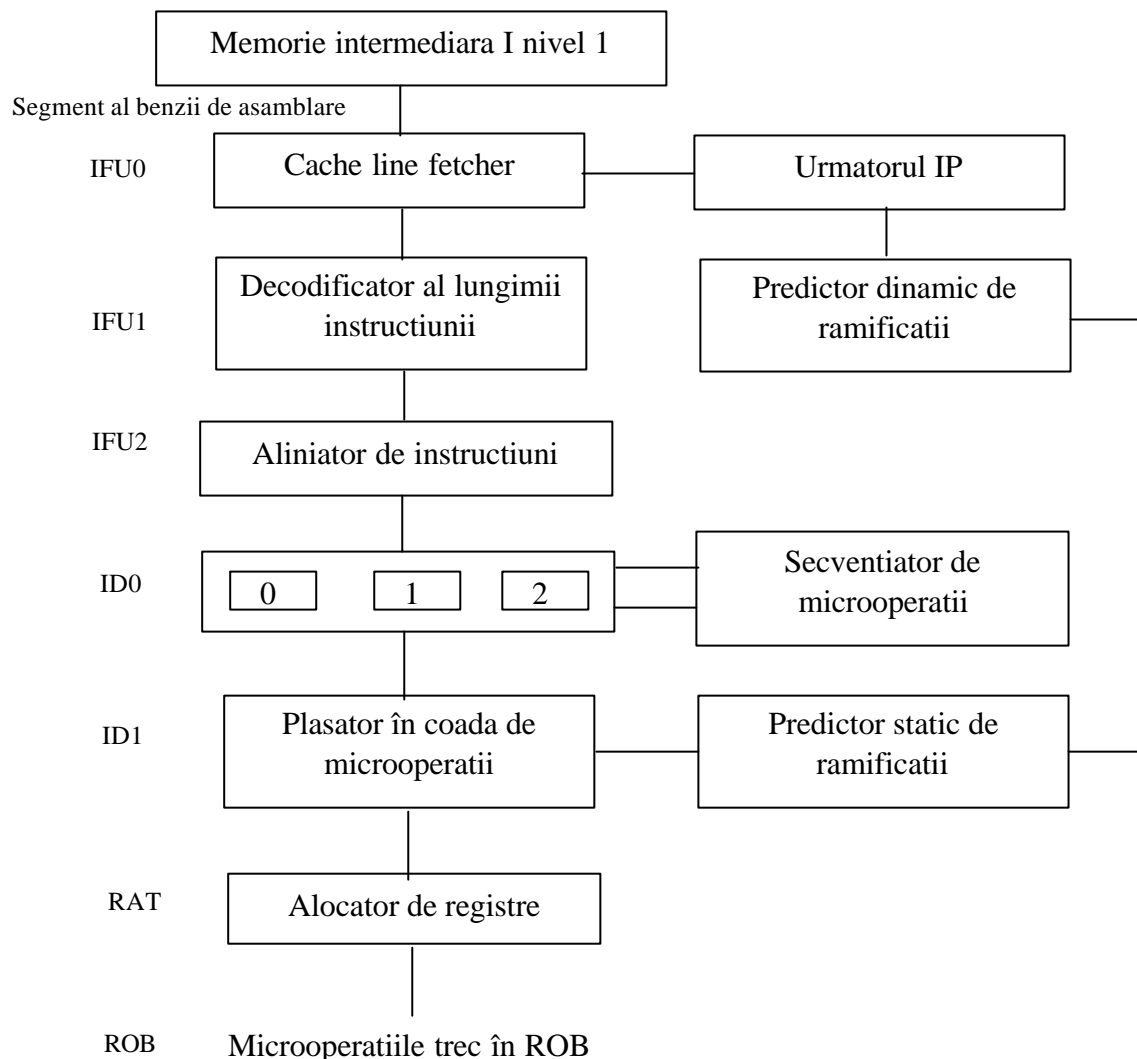 Memorie intermediara I nivel 1
Segment al benzii de asamblare
IFU0
Cache line fetcher
Urmatorul IP
IFU1
Decodificator al lungimii
instructiunii
Predictor dinamic de
ramificatii
IFU2
Aliniator de instructiuni
ID0
0
1
2
Secventiator de
microoperatii
ID1
Plasator în coada de
microoperatii
Predictor static de
ramificatii
RAT
Alocator de registre
ROB
Microoperatiile trec în ROB